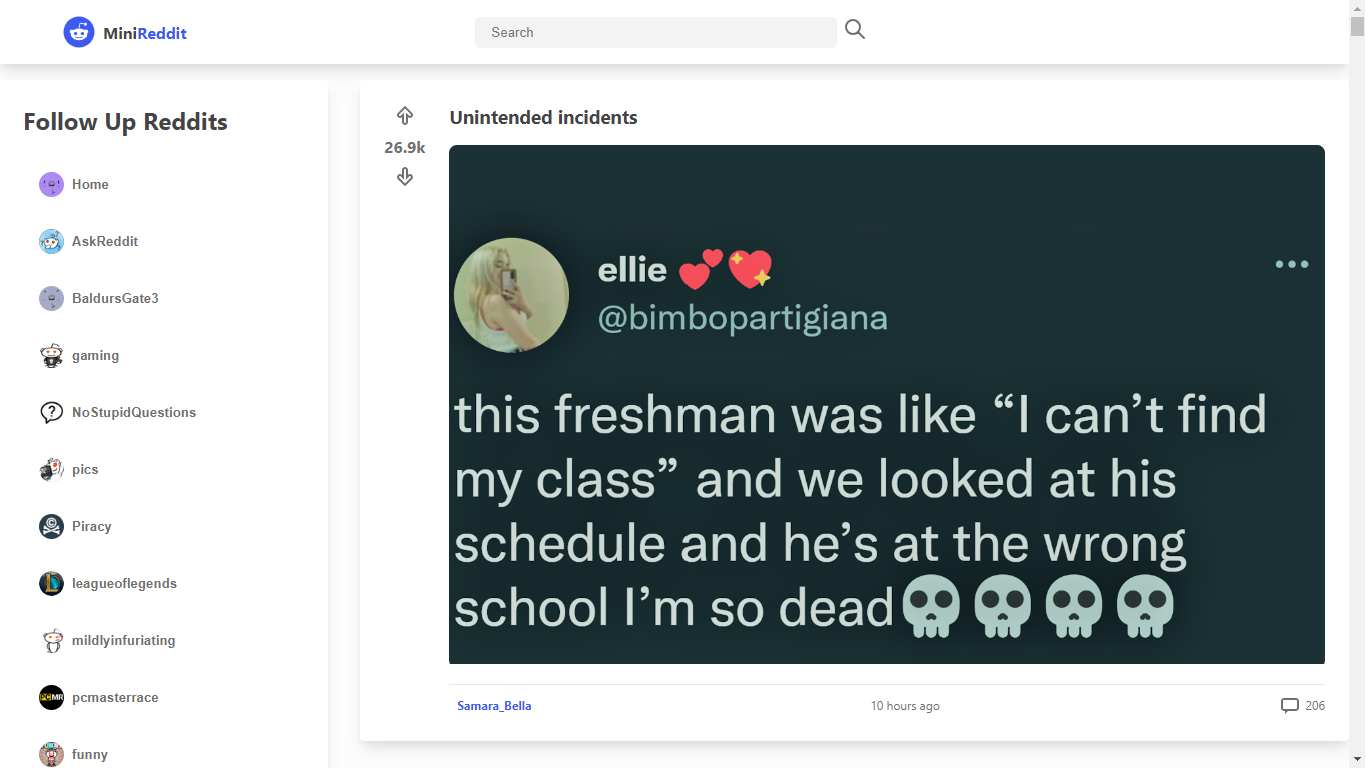 MiniReddit
Search
Follow Up Reddits
Home
AskReddit
BaldursGate3
gaming
NoStupidQuestions
pics
Piracy
leagueoflegends
mildlyinfuriating
pcmasterrace
PCMR
funny
26.9k
Unintended incidents
ellie 💕💖
@bimbopartigiana
this freshman was like “I can’t find
my class” and we looked at his
schedule and he’s at the wrong
school I’m so dead💀💀💀💀
Samara_Bella
10 hours ago
206